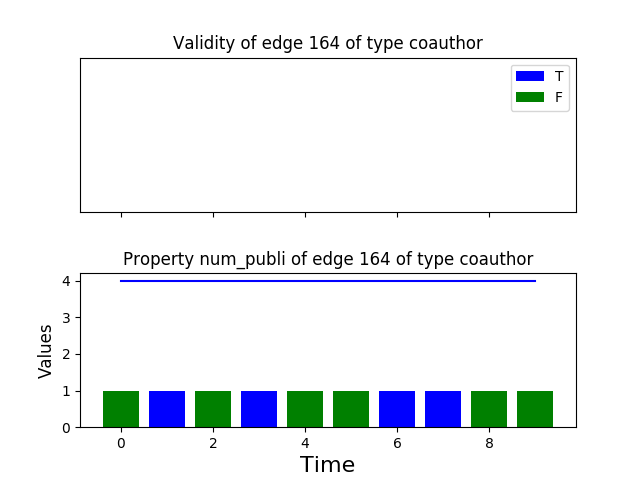 Validity of edge 164 of type coauthor
T
F
Property num_publi of edge 164 of type coauthor
4
3
2
1
0
Values
0 2 4 6 8
Time